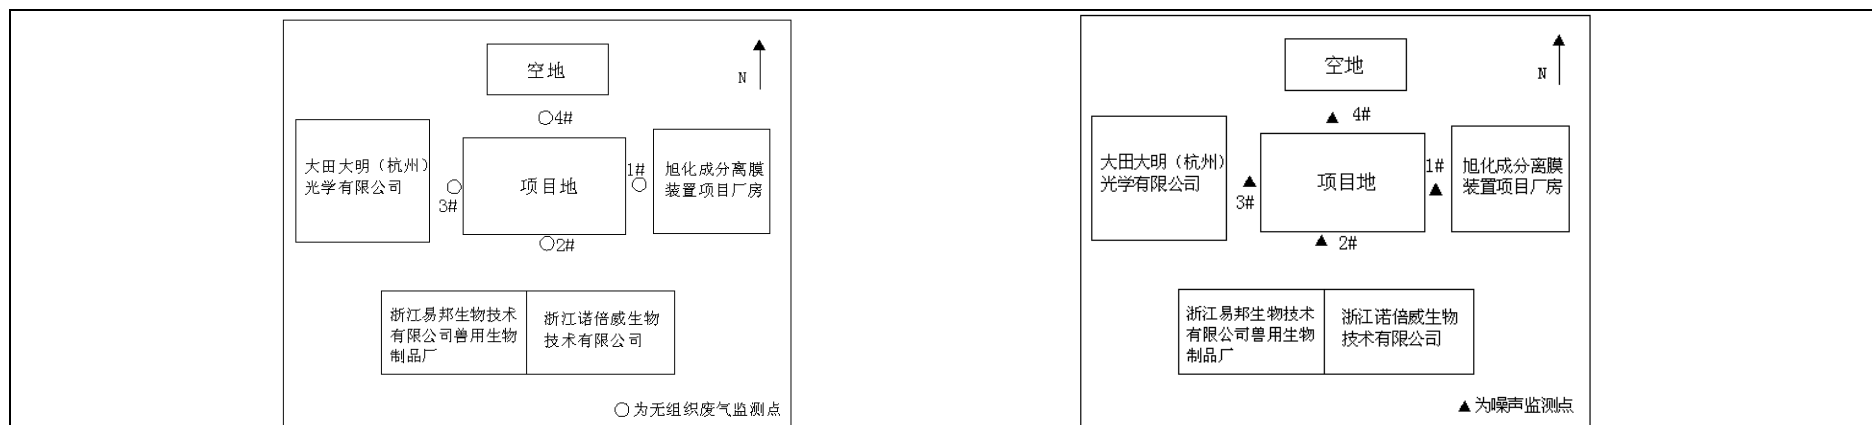 空地
N
4#
大田大明（杭州）
光学有限公司
3#
项目地
1#
旭化成分离膜
装置项目厂房
2#
浙江易邦生物技术
有限公司兽用生物
制品厂
浙江诺倍威生物
技术有限公司
○为无组织废气监测点
空地
N
4#
大田大明（杭州）
光学有限公司
3#
项目地
1#
旭化成分离膜
装置项目厂房
2#
浙江易邦生物技术
有限公司兽用生物
制品厂
浙江诺倍威生物
技术有限公司
▲为噪声监测点